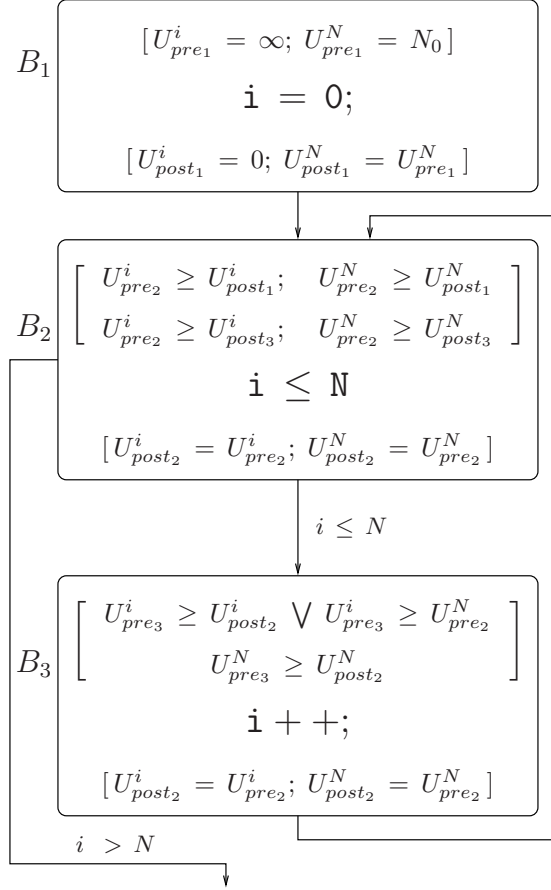 [ U^i_{pre_1} = ∞; U^N_{pre_1} = N_0 ]
B_1
i = 0;
[ U^i_{post_1} = 0; U^N_{post_1} = U^N_{pre_1} ]
U^i_{pre_2} ≥ U^i_{post_1}; U^N_{pre_2} ≥ U^N_{post_1}
B_2
U^i_{pre_2} ≥ U^i_{post_3}; U^N_{pre_2} ≥ U^N_{post_3}
i ≤ N
[ U^i_{post_2} = U^i_{pre_2}; U^N_{post_2} = U^N_{pre_2} ]
i ≤ N
U^i_{pre_3} ≥ U^i_{post_2} ⋁ U^i_{pre_3} ≥ U^N_{pre_2}
B_3
U^N_{pre_3} ≥ U^N_{post_2}
i + +;
[ U^i_{post_2} = U^i_{pre_2}; U^N_{post_2} = U^N_{pre_2} ]
i > N